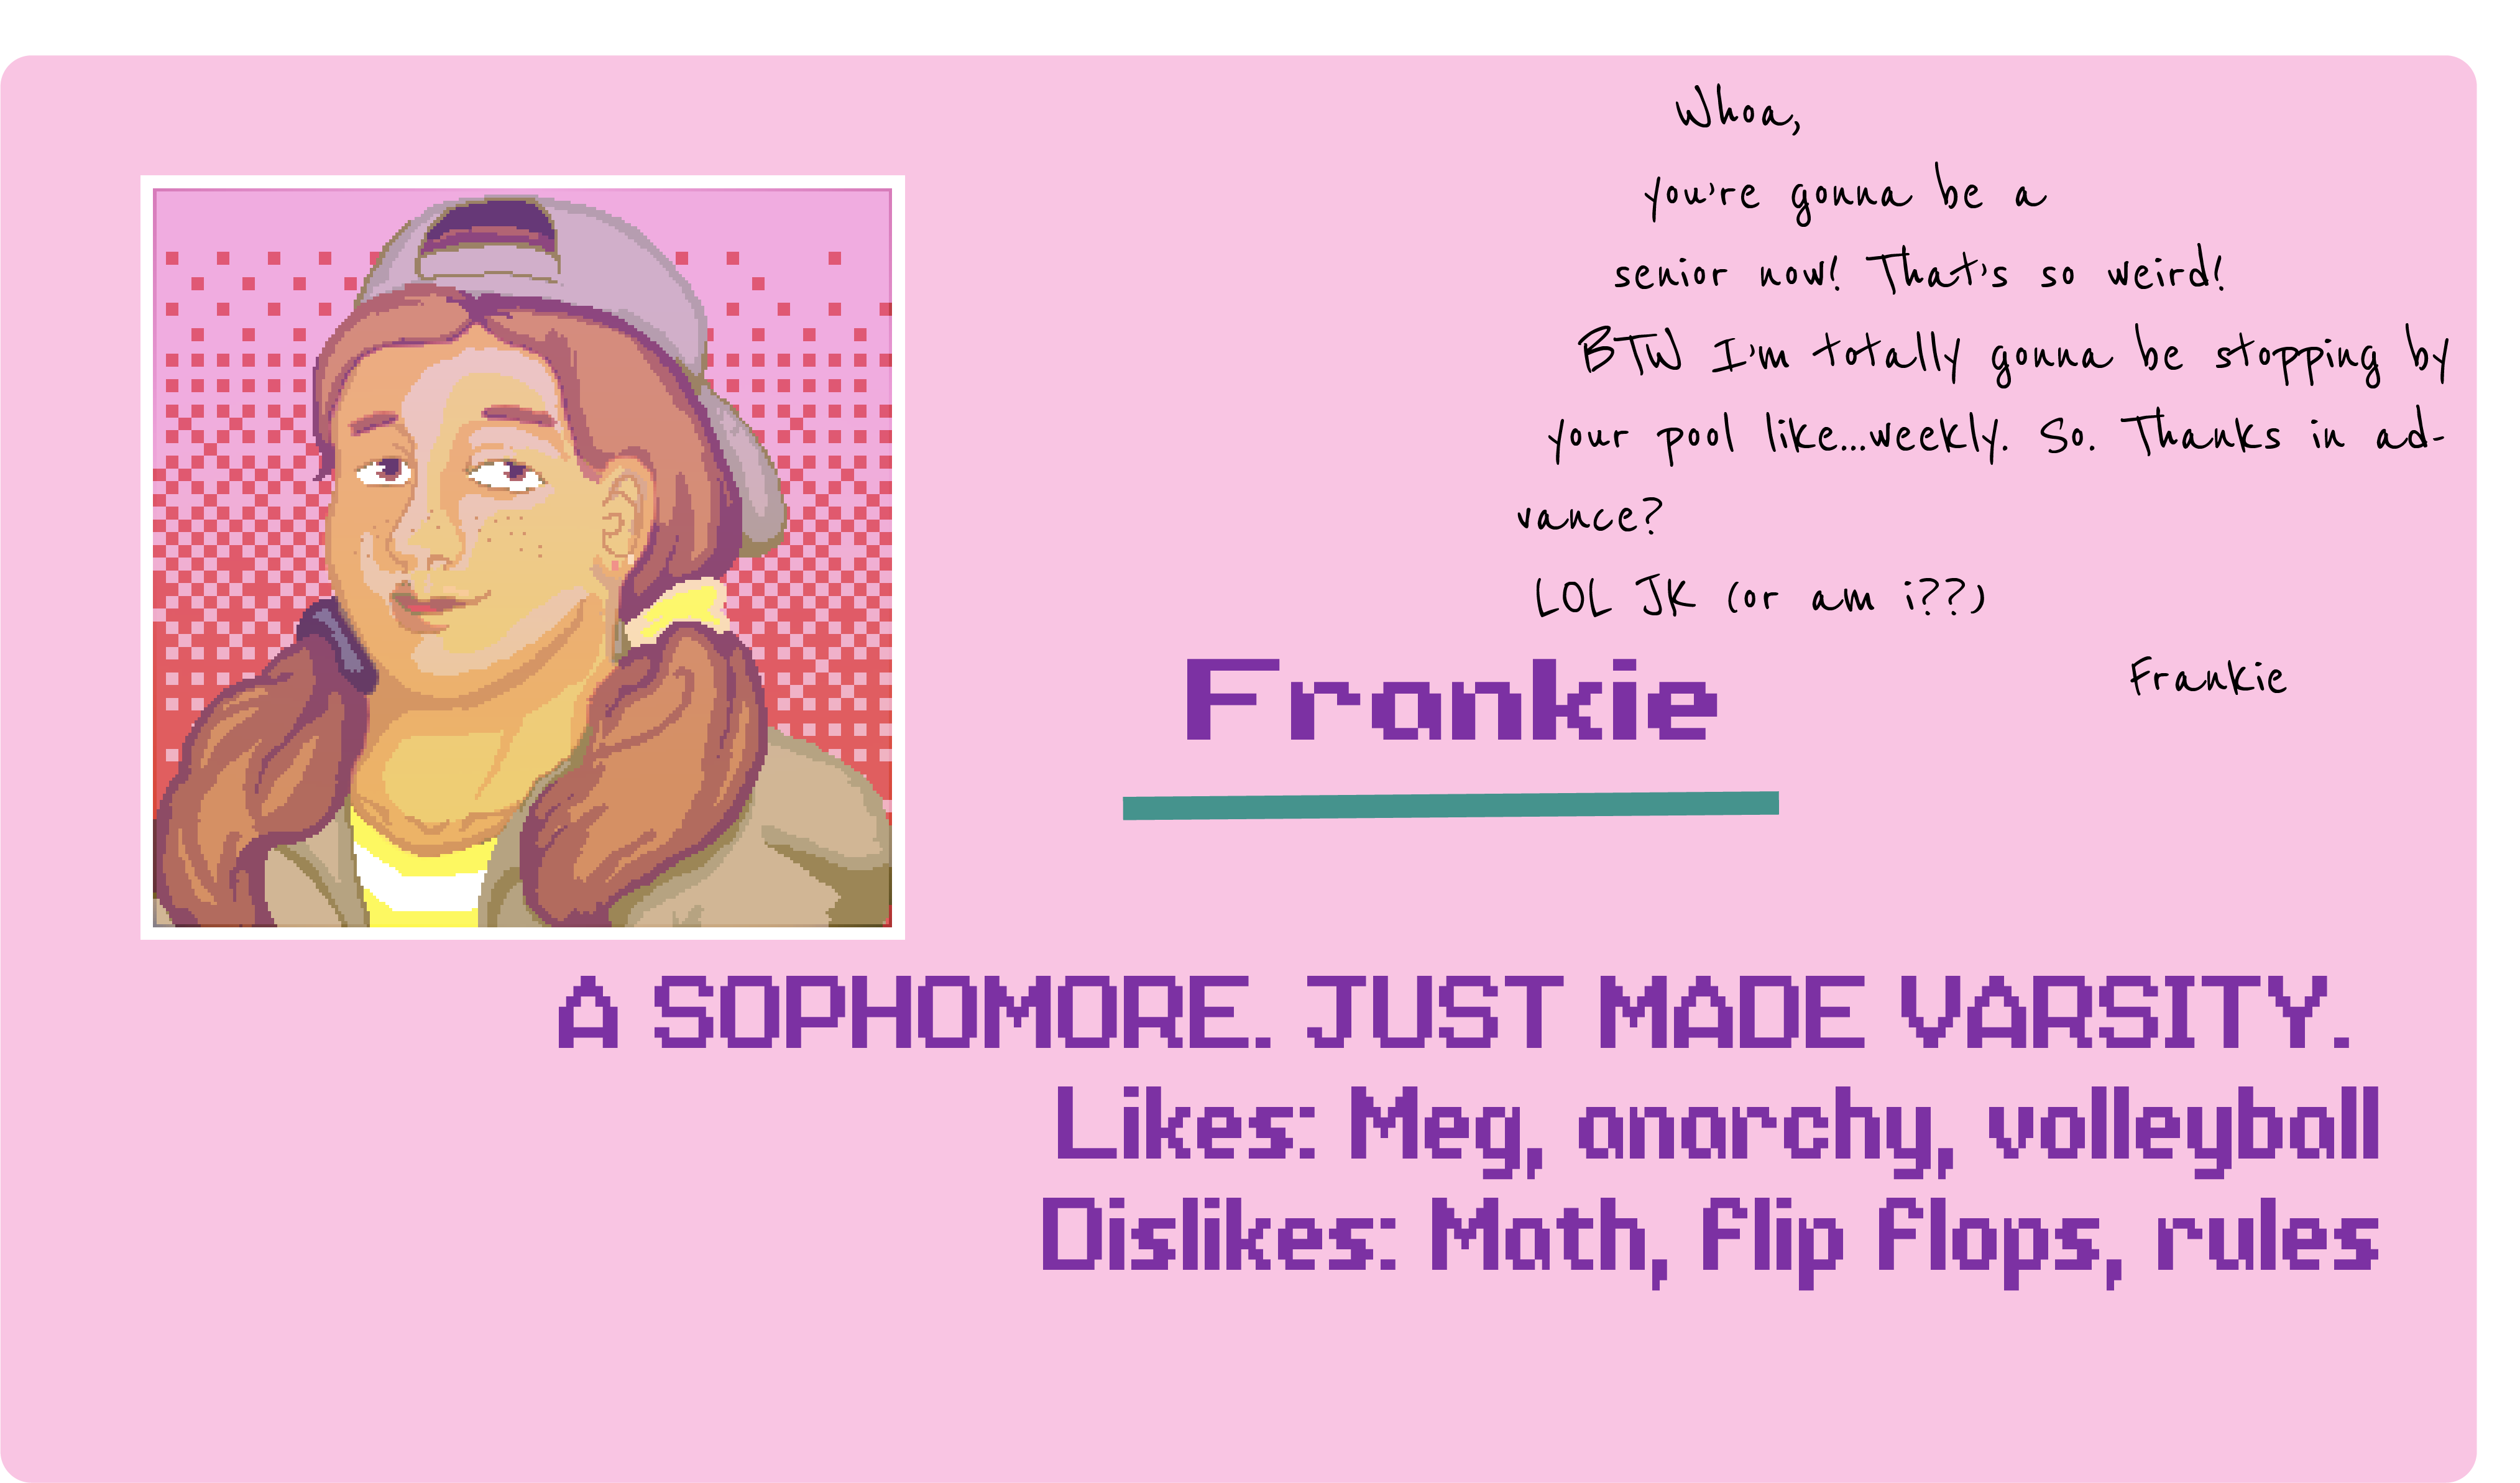 Whoa,
you're gonna be a
senior now! That's so weird!
BTW I'm totally gonna be stopping by
your pool like...weekly. So. Thanks in ad-
vance?
LOL JK (or am i??)
Frankie
Frankie
A SOPHOMORE. JUST MADE VARSITY.
Likes: Meg, anarchy, volleyball
Dislikes: Math, flip flops, rules